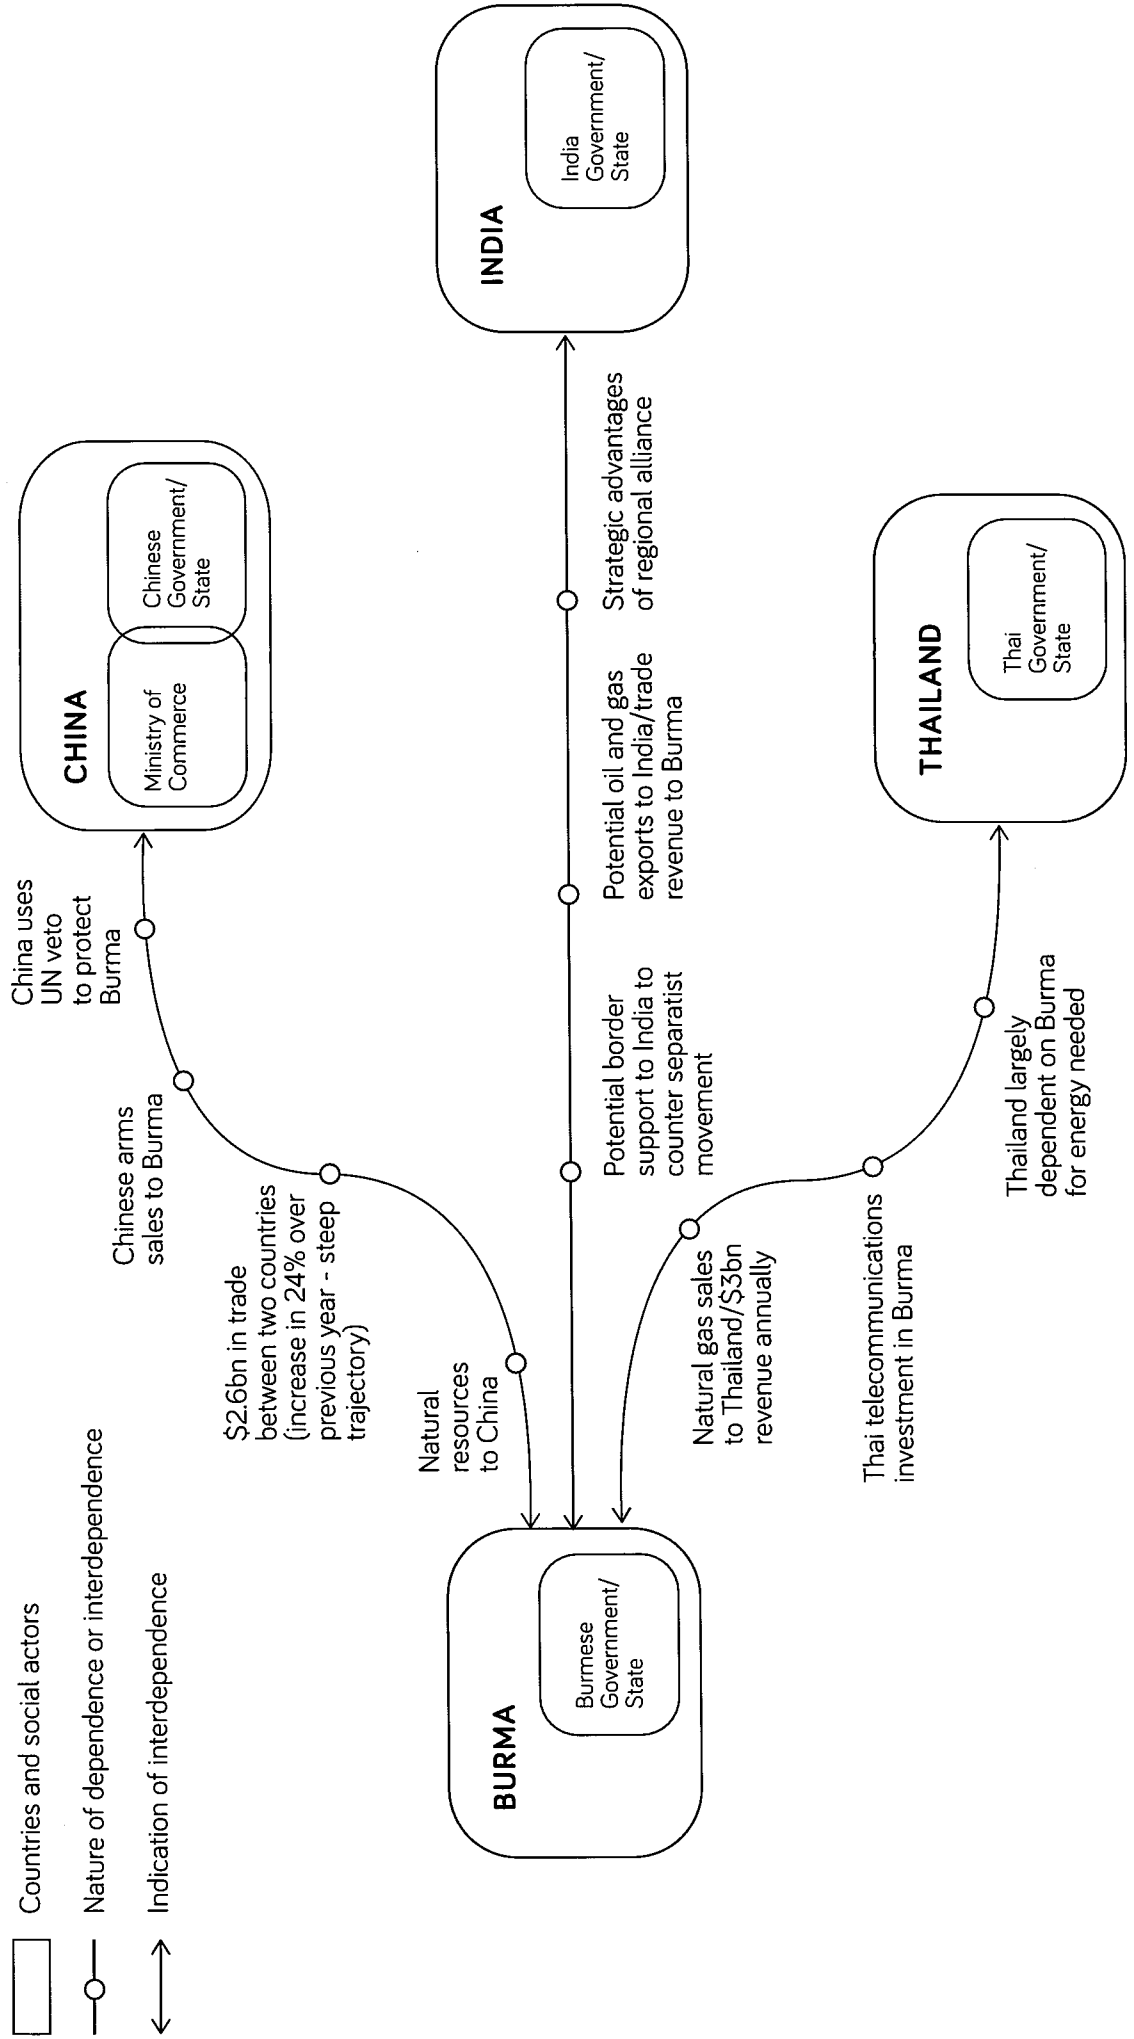 Countries and social actors
Nature of dependence or interdependence
Indication of interdependence
BURMA
Burmese
Government/
State
Natural
resources
to China
$2.6bn in trade
between two countries
(increase in 24% over
previous year - steep
trajectory)
Chinese arms
sales to Burma
China uses
UN veto
to protect
Burma
CHINA
Ministry of
Commerce
Chinese
Government/
State
Potential border
support to India to
counter separatist
movement
Potential oil and gas
exports to India/trade
revenue to Burma
Strategic advantages
of regional alliance
INDIA
India
Government/
State
Natural gas sales
to Thailand/$3bn
revenue annually
Thai telecommunications
investment in Burma
Thailand largely
dependent on Burma
for energy needed
THAILAND
Thai
Government/
State